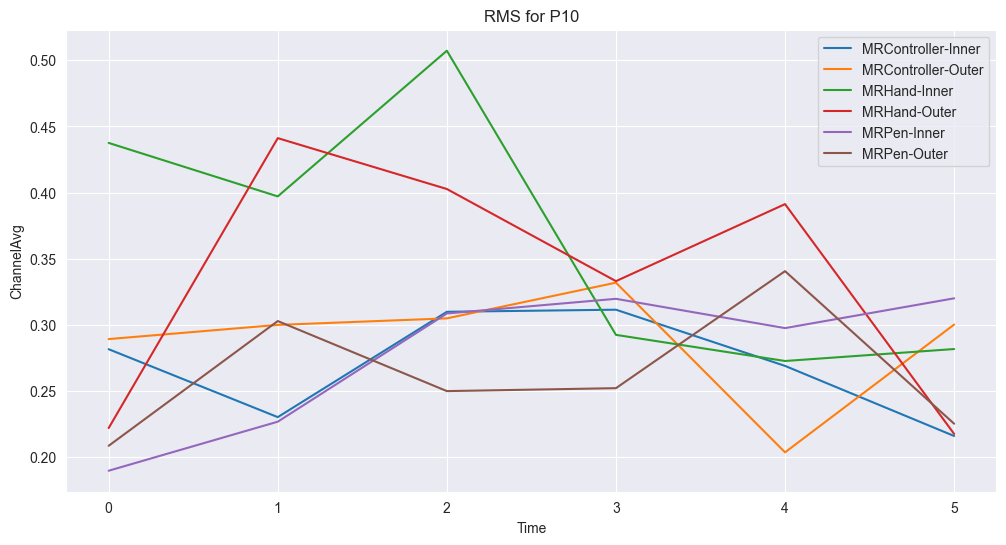 RMS for P10
MRController-Inner
MRController-Outer
MRHand-Inner
MRHand-Outer
MRPen-Inner
MRPen-Outer
ChannelAvg
0.50
0.45
0.40
0.35
0.30
0.25
0.20
0 1 2 3 4 5
Time